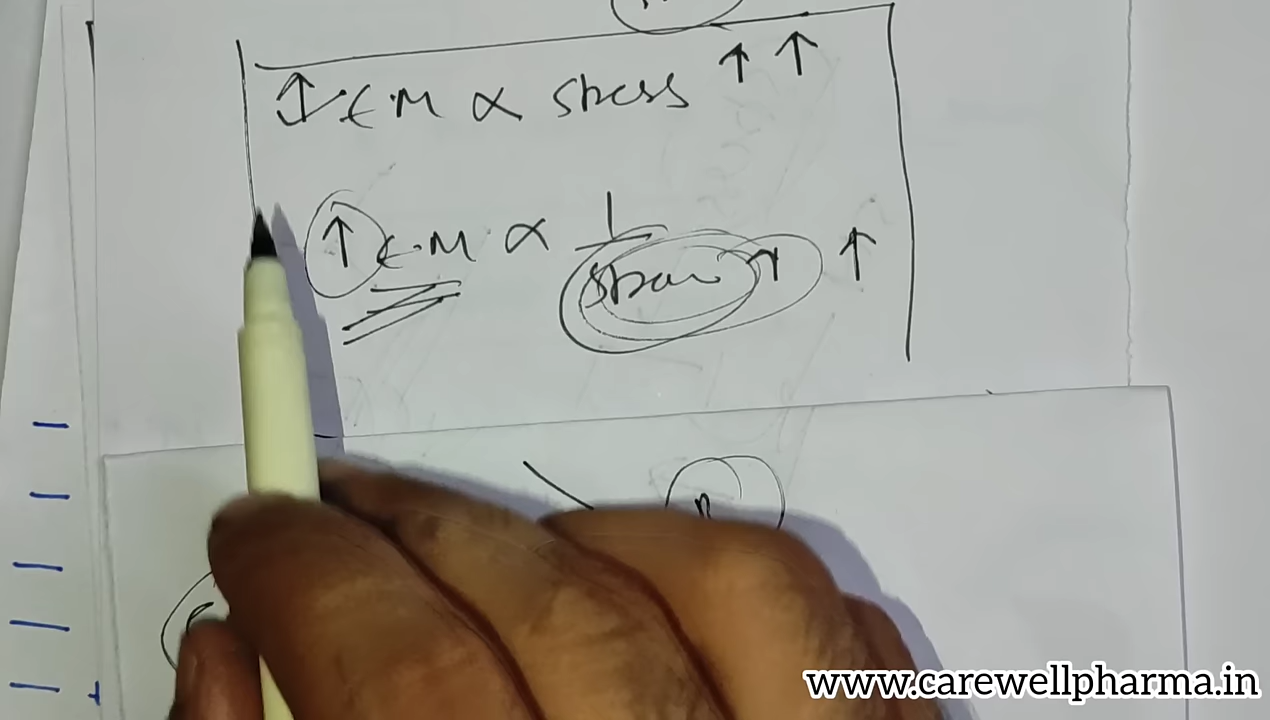 ↕ E.M ∝ stress ↑ ↑
↑ E.M ∝ 1
strain ↑ ↑
n
www.carewellpharma.in